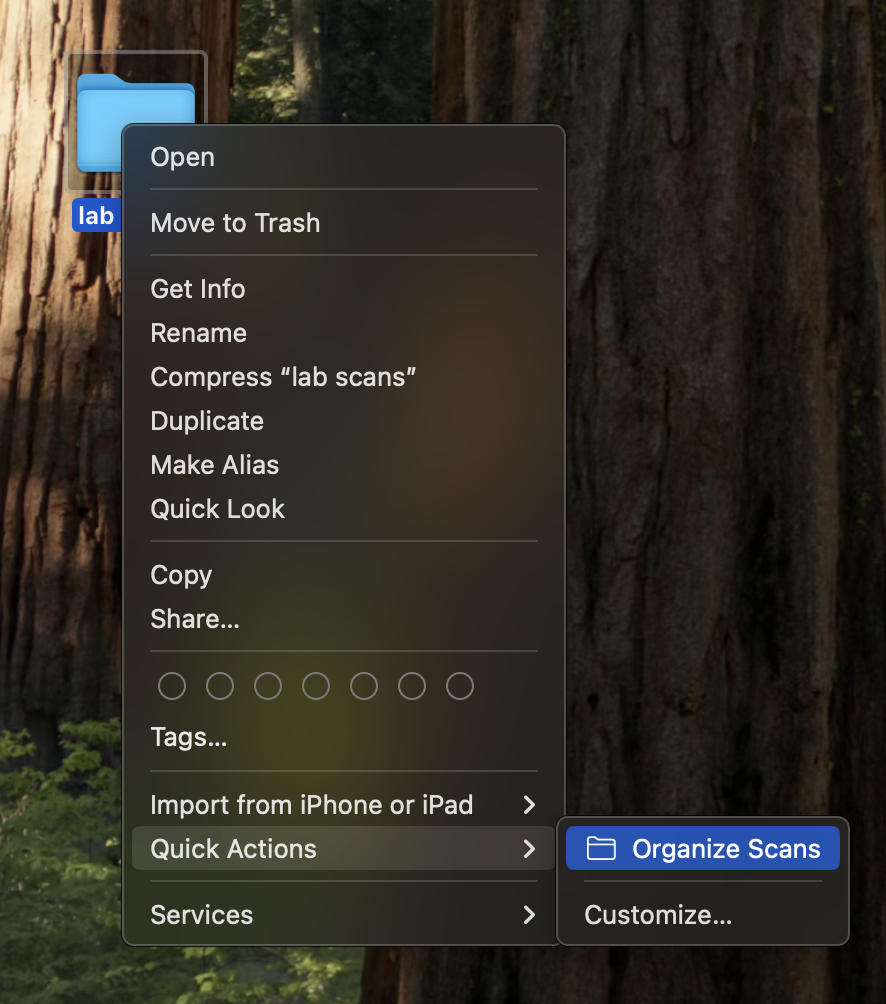 lab
Open
Move to Trash
Get Info
Rename
Compress “lab scans”
Duplicate
Make Alias
Quick Look
Copy
Share...
Tags...
Import from iPhone or iPad
Quick Actions
Organize Scans
Customize...
Services